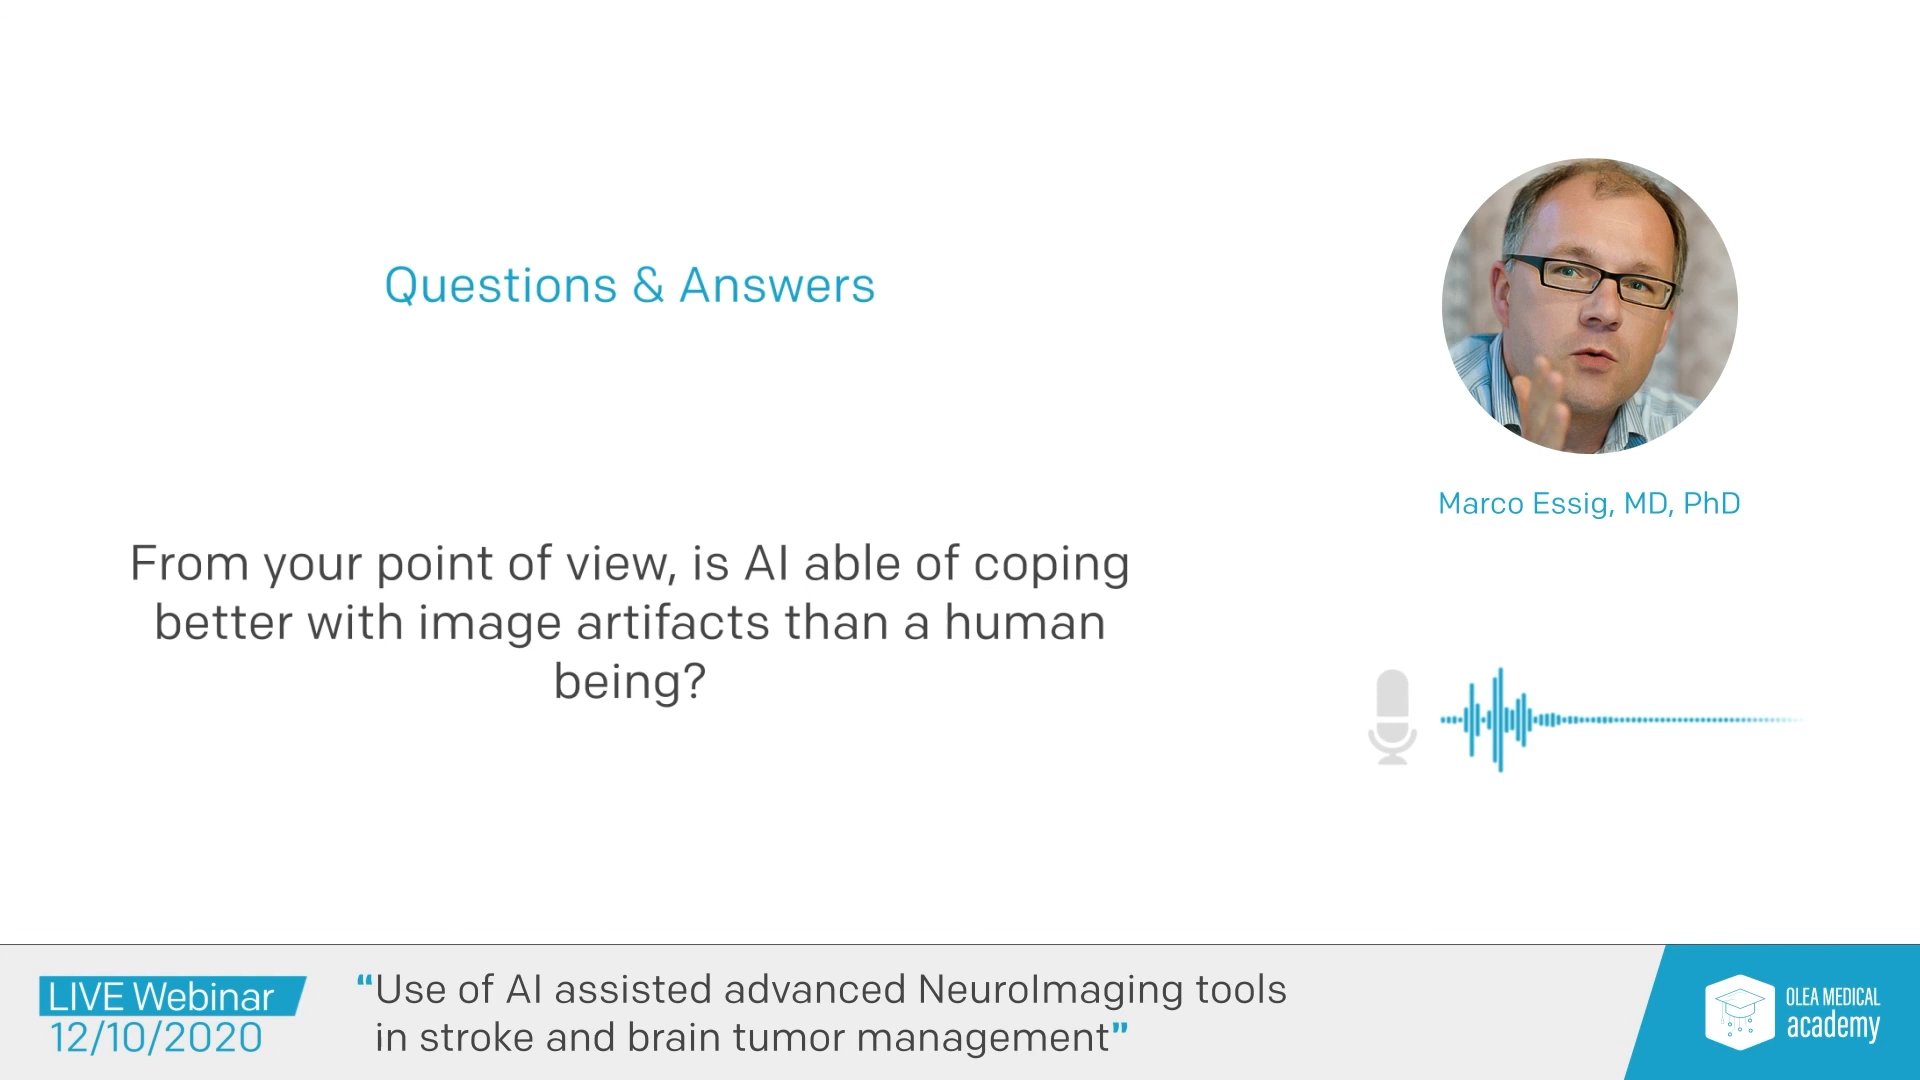 Questions & Answers
Marco Essig, MD, PhD
From your point of view, is AI able of coping
better with image artifacts than a human
being?
LIVE Webinar
12/10/2020
“Use of AI assisted advanced NeuroImaging tools
in stroke and brain tumor management”
OLEA MEDICAL
academy